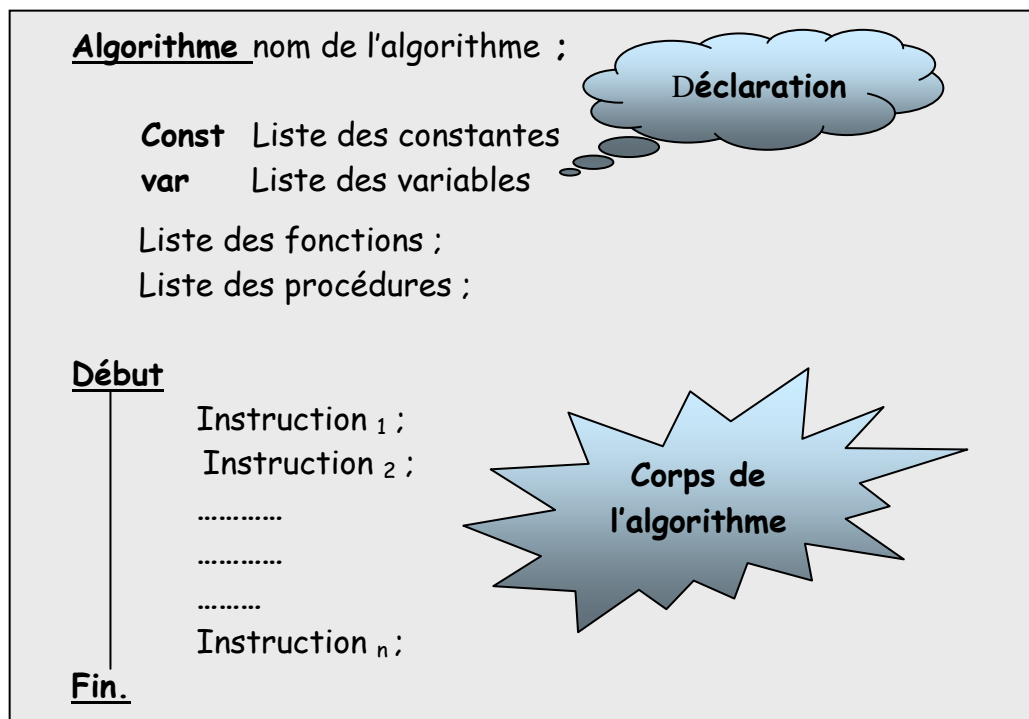 Algorithme nom de l'algorithme ;
Déclaration
Const Liste des constantes
var Liste des variables
Liste des fonctions ;
Liste des procédures ;
Début
Instruction 1 ;
Instruction 2 ;
…………
…………
………
Instruction n ;
Corps de
l'algorithme
Fin.